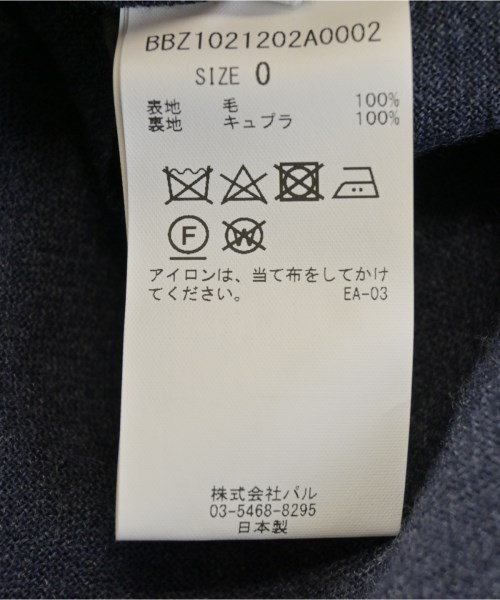 BBZ1021202A0002
SIZE 0
表地 毛 100%
裏地 キュプラ 100%
F W
アイロンは、当て布をしてかけ
てください。 EA-03
株式会社パル
03-5468-8295
日本製